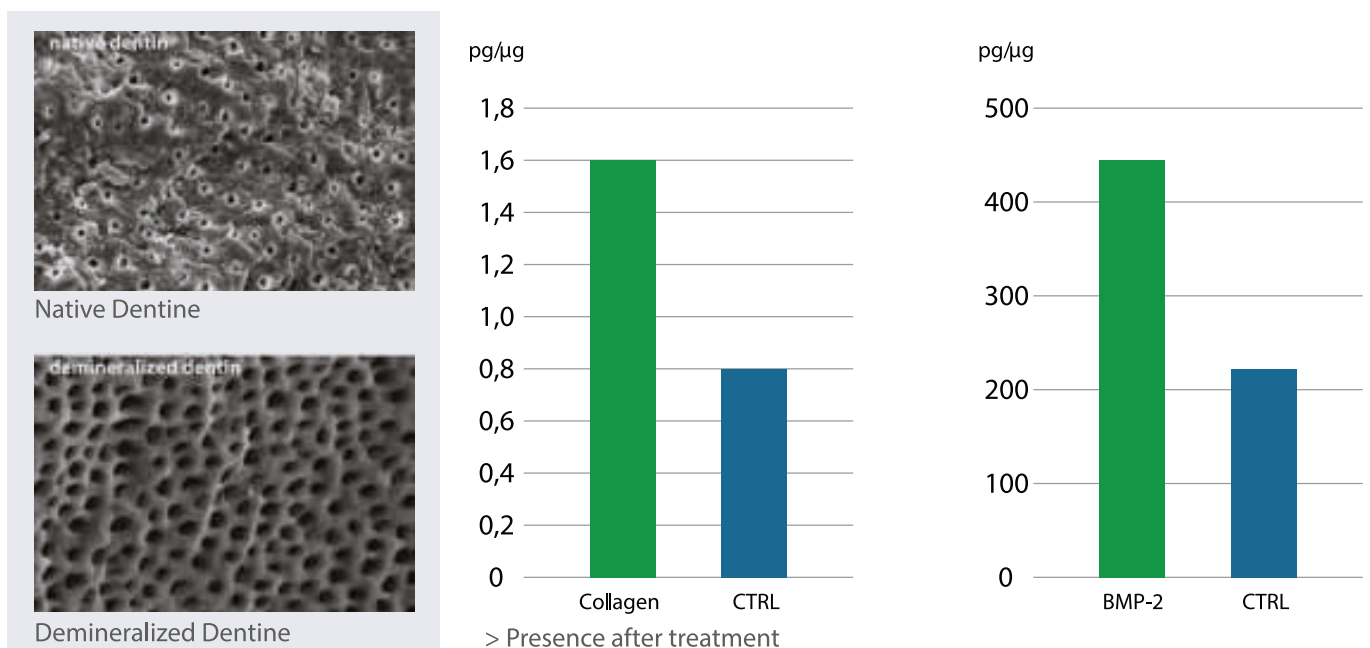 native dentin
Native Dentine
demineralized dentin
Demineralized Dentine
pg/µg
1,8
1,6
1,4
1,2
1,0
0,8
0,6
0,4
0,2
0
Collagen CTRL
> Presence after treatment
pg/µg
500
400
300
200
100
0
BMP-2 CTRL